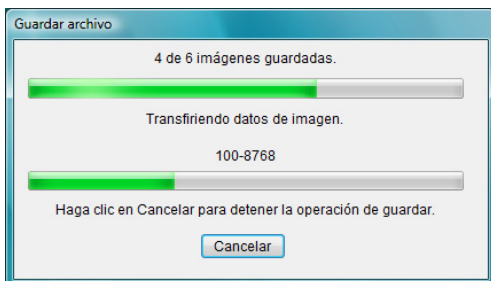 Guardar archivo
4 de 6 imágenes guardadas.
Transfiriendo datos de imagen.
100-8768
Haga clic en Cancelar para detener la operación de guardar.
Cancelar